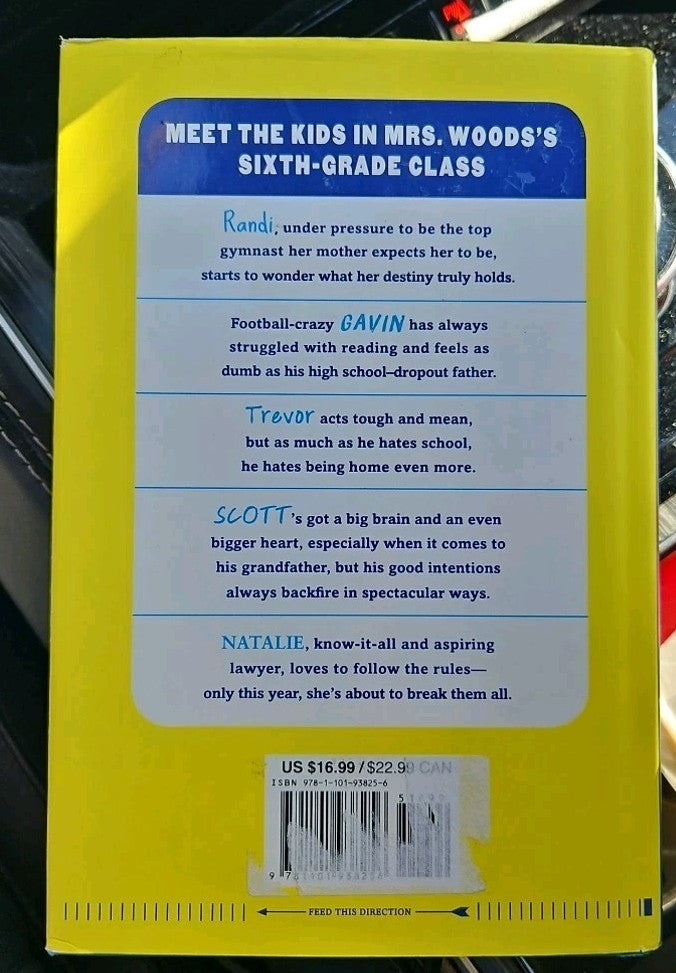 MEET THE KIDS IN MRS. WOODS'S
SIXTH-GRADE CLASS
Randi, under pressure to be the top
gymnast her mother expects her to be,
starts to wonder what her destiny truly holds.
Football-crazy GAVIN has always
struggled with reading and feels as
dumb as his high school–dropout father.
Trevor acts tough and mean,
but as much as he hates school,
he hates being home even more.
SCOTT's got a big brain and an even
bigger heart, especially when it comes to
his grandfather, but his good intentions
always backfire in spectacular ways.
NATALIE, know-it-all and aspiring
lawyer, loves to follow the rules—
only this year, she's about to break them all.
US $16.99 / $22.99 CAN
ISBN 978-1-101-93825-6
FEED THIS DIRECTION